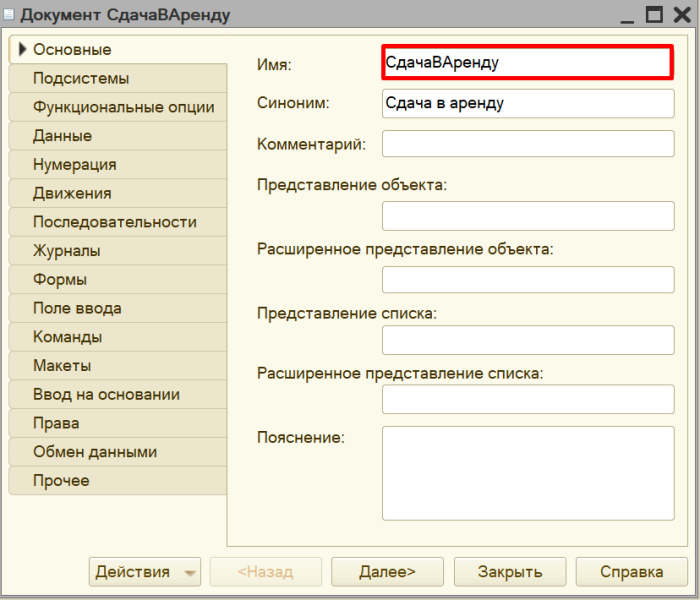 Документ СдачаВАренду
Основные
Подсистемы
Функциональные опции
Данные
Нумерация
Движения
Последовательности
Журналы
Формы
Поле ввода
Команды
Макеты
Ввод на основании
Права
Обмен данными
Прочее
Имя: СдачаВАренду
Синоним: Сдача в аренду
Комментарий:
Представление объекта:
Расширенное представление объекта:
Представление списка:
Расширенное представление списка:
Пояснение:
Действия <Назад Далее> Закрыть Справка